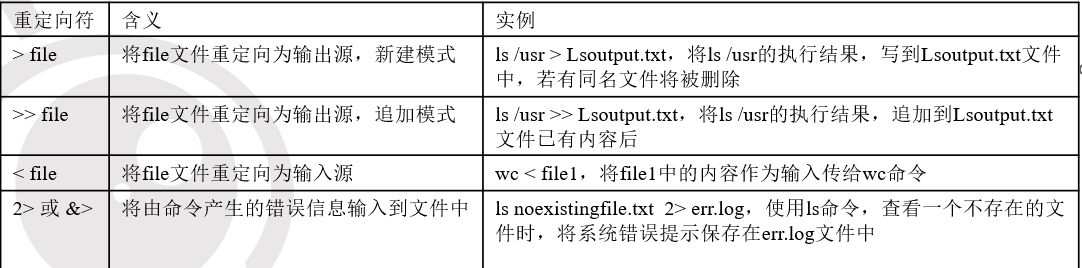 重定向符 含义 实例
> file 将file文件重定向为输出源，新建模式 ls /usr > Lsoutput.txt，将ls /usr的执行结果，写到Lsoutput.txt文件
中，若有同名文件将被删除
>> file 将file文件重定向为输出源，追加模式 ls /usr >> Lsoutput.txt，将ls /usr的执行结果，追加到Lsoutput.txt
文件已有内容后
< file 将file文件重定向为输入源 wc < file1，将file1中的内容作为输入传给wc命令
2> 或 &> 将由命令产生的错误信息输入到文件中 ls noexistingfile.txt 2> err.log，使用ls命令，查看一个不存在的文
件时，将系统错误提示保存在err.log文件中